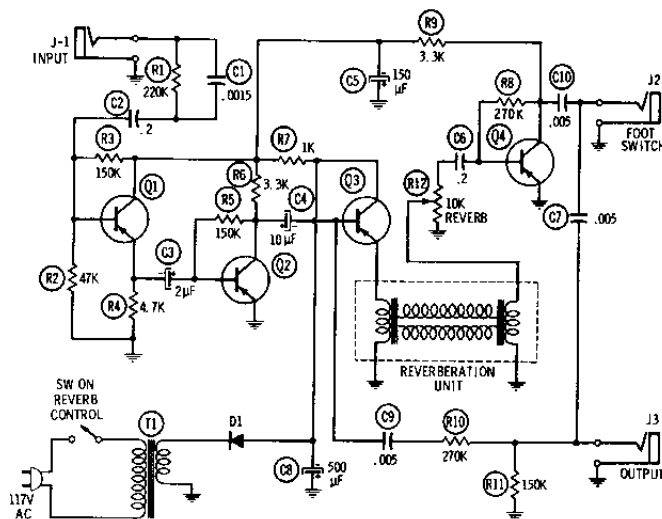 J-1
INPUT
R1
220K
C1
.0015
C2
.2
R3
150K
Q1
R2
47K
R4
4.7K
C3
2µF
R5
150K
R6
3.3K
R7
1K
C4
10µF
Q2
Q3
C5
150
µF
R9
3.3K
R8
270K
C10
.005
J2
FOOT
SWITCH
C6
.2
Q4
R12
10K
REVERB
C7
.005
REVERBERATION
UNIT
SW ON
REVERB
CONTROL
T1
D1
117V
AC
C8
500
µF
C9
.005
R10
270K
R11
150K
J3
OUTPUT